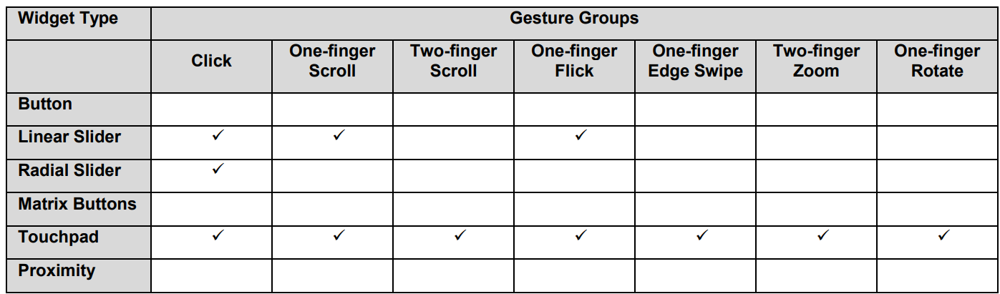 Widget Type Gesture Groups
Click One-finger Scroll Two-finger Scroll One-finger Flick One-finger Edge Swipe Two-finger Zoom One-finger Rotate
Button
Linear Slider ✓ ✓ ✓
Radial Slider ✓
Matrix Buttons
Touchpad ✓ ✓ ✓ ✓ ✓ ✓ ✓
Proximity